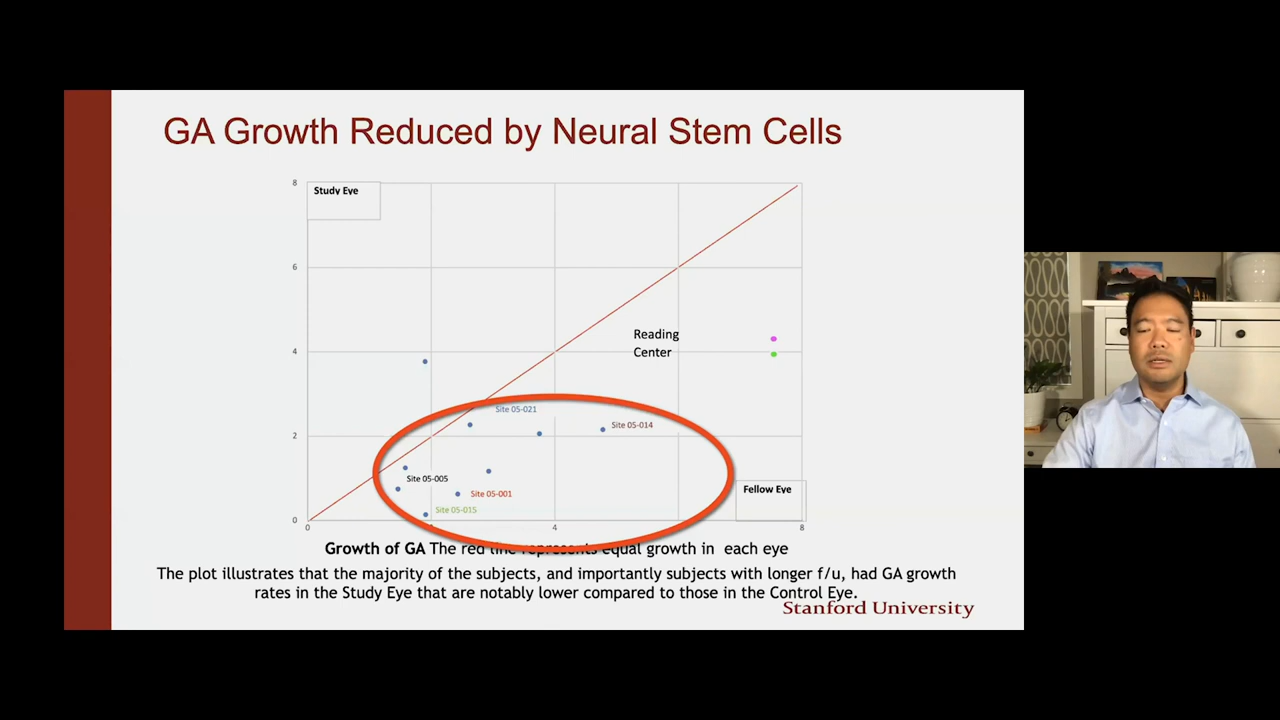 GA Growth Reduced by Neural Stem Cells
8
Study Eye
6
Reading
Center
4
Site 05-021
Site 05-014
2
Site 05-005
Site 05-001
Fellow Eye
Site 05-015
0
0 2 4 8
Growth of GA The red line represents equal growth in each eye
The plot illustrates that the majority of the subjects, and importantly subjects with longer f/u, had GA growth
rates in the Study Eye that are notably lower compared to those in the Control Eye.
Stanford University